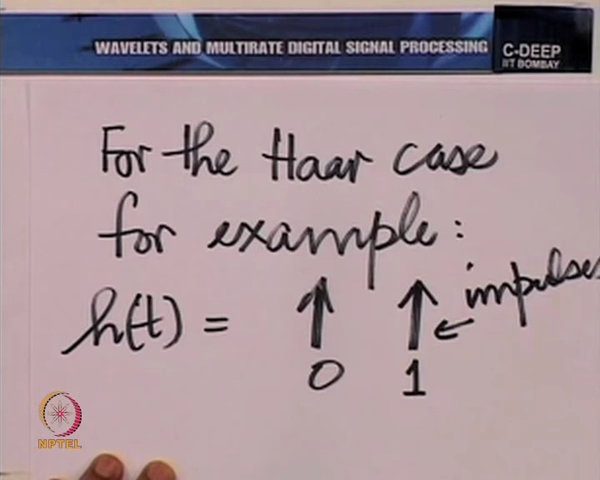 WAVELETS AND MULTIRATE DIGITAL SIGNAL PROCESSING
C-DEEP
IIT BOMBAY
For the Haar case
for example:
impulses
h(t) = ↑ ↑ ←
0 1
NPTEL